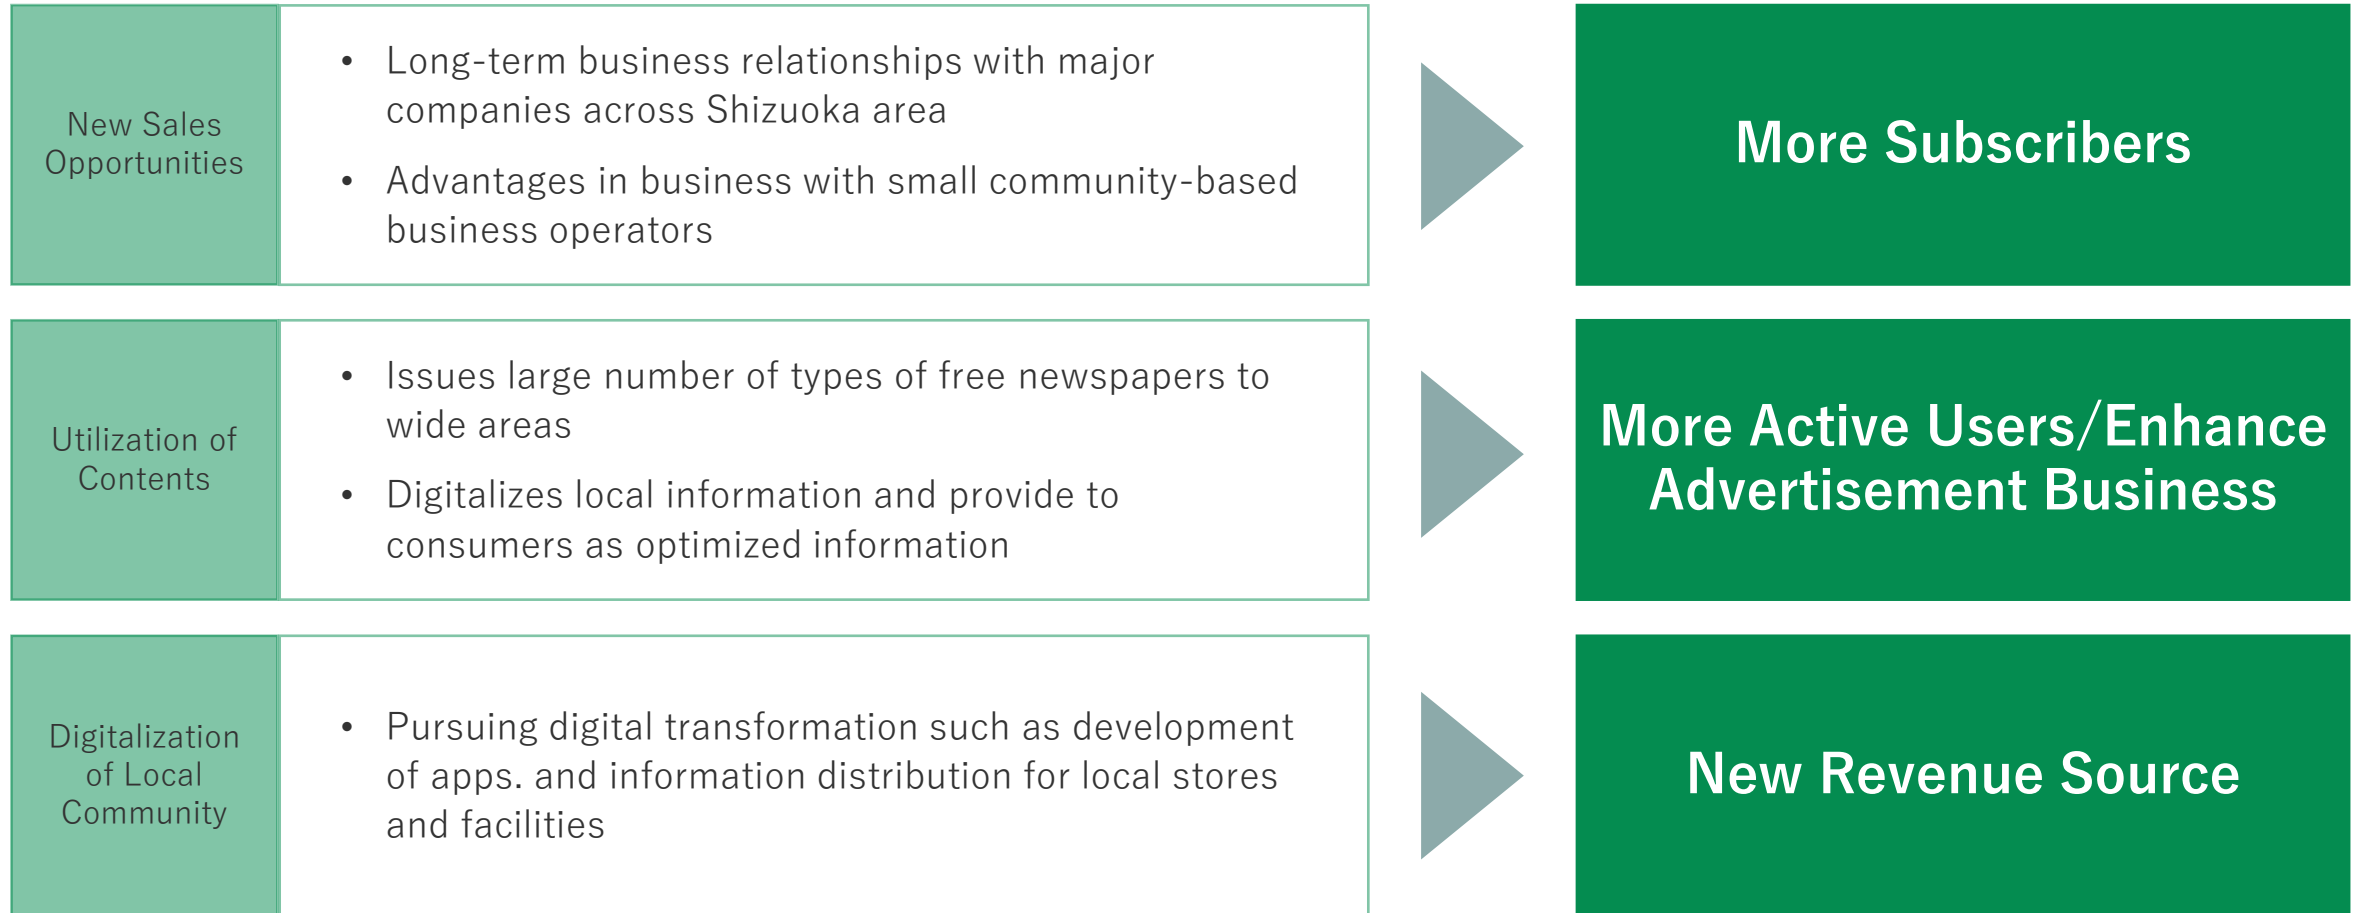 New Sales
Opportunities
• Long-term business relationships with major
companies across Shizuoka area
• Advantages in business with small community-based
business operators
More Subscribers
Utilization of
Contents
• Issues large number of types of free newspapers to
wide areas
• Digitalizes local information and provide to
consumers as optimized information
More Active Users/Enhance
Advertisement Business
Digitalization
of Local
Community
• Pursuing digital transformation such as development
of apps. and information distribution for local stores
and facilities
New Revenue Source